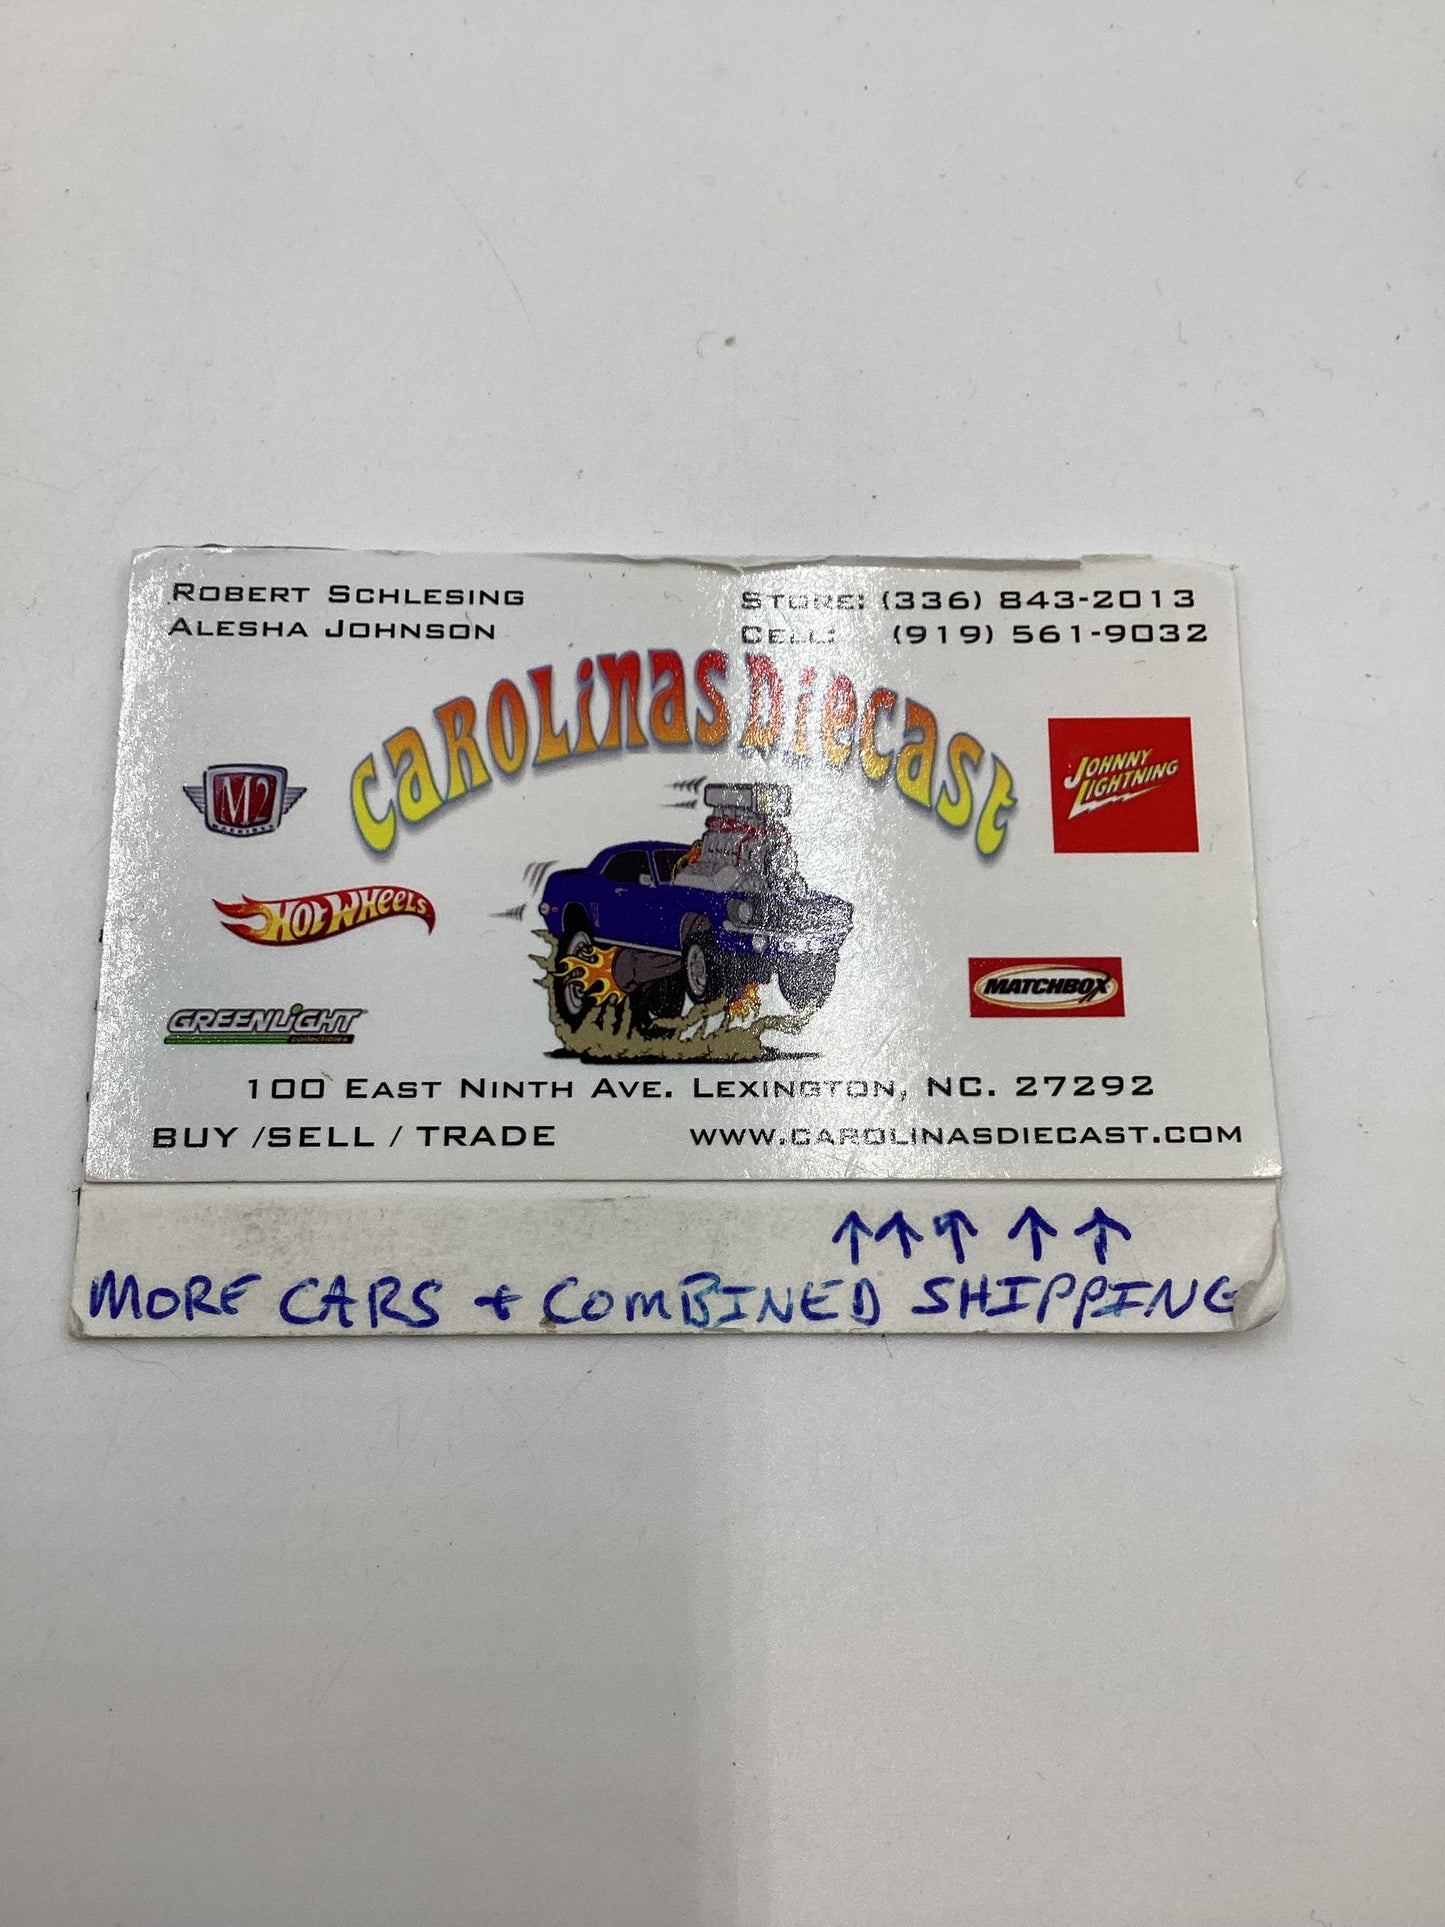 ROBERT SCHLESING
ALESHA JOHNSON
STORE: (336) 843-2013
CELL: (919) 561-9032
CAROLINAS DIECAST
M2
MACHINES
HOT WHEELS
GREENLIGHT
collectibles
JOHNNY
LIGHTNING
MATCHBOX
100 EAST NINTH AVE. LEXINGTON, NC. 27292
BUY /SELL / TRADE
WWW.CAROLINASDIECAST.COM
↑↑↑↑↑
MORE CARS + COMBINED SHIPPING